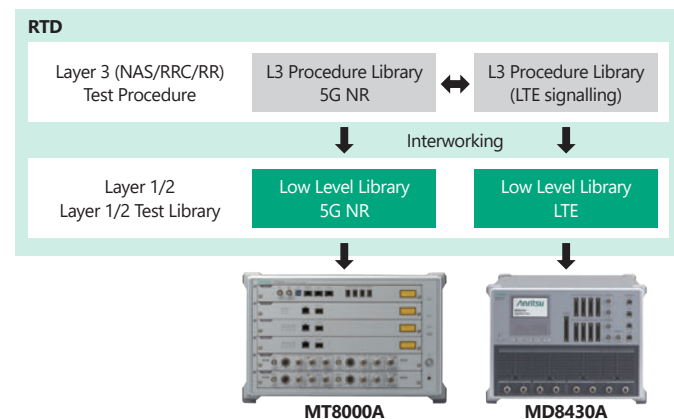 RTD
Layer 3 (NAS/RRC/RR)
Test Procedure
L3 Procedure Library
5G NR
L3 Procedure Library
(LTE signalling)
Interworking
Layer 1/2
Layer 1/2 Test Library
Low Level Library
5G NR
Low Level Library
LTE
Anritsu
MT8000A
MD8430A